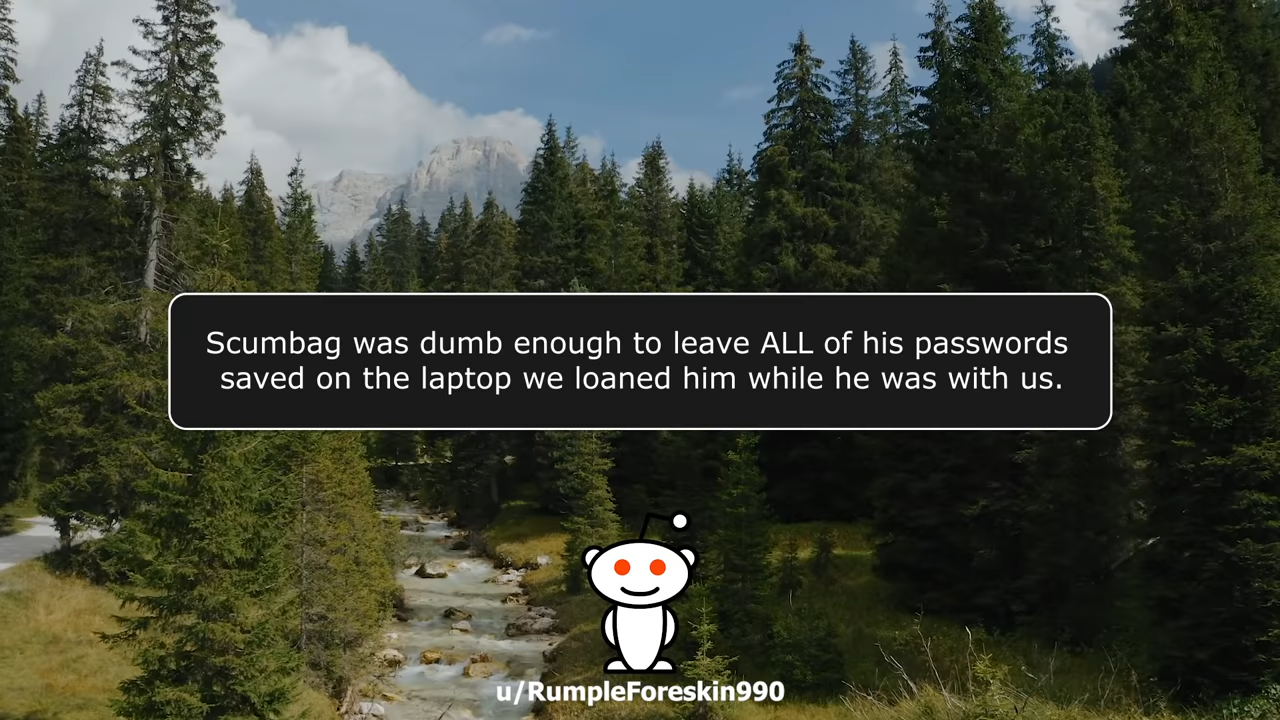 Scumbag was dumb enough to leave ALL of his passwords
saved on the laptop we loaned him while he was with us.
u/RumpleForeskin990